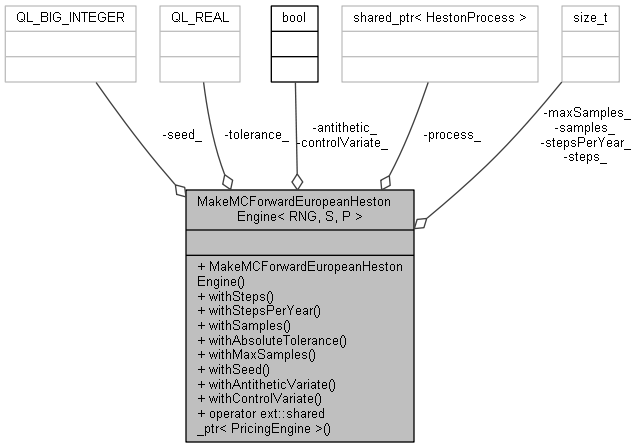 QL_BIG_INTEGER
QL_REAL
bool
shared_ptr< HestonProcess >
size_t
-seed_
-tolerance_
-antithetic_
-controlVariate_
-process_
-maxSamples_
-samples_
-stepsPerYear_
-steps_
MakeMCForwardEuropeanHeston
Engine< RNG, S, P >
+ MakeMCForwardEuropeanHeston
Engine()
+ withSteps()
+ withStepsPerYear()
+ withSamples()
+ withAbsoluteTolerance()
+ withMaxSamples()
+ withSeed()
+ withAntitheticVariate()
+ withControlVariate()
+ operator ext::shared
_ptr< PricingEngine >()